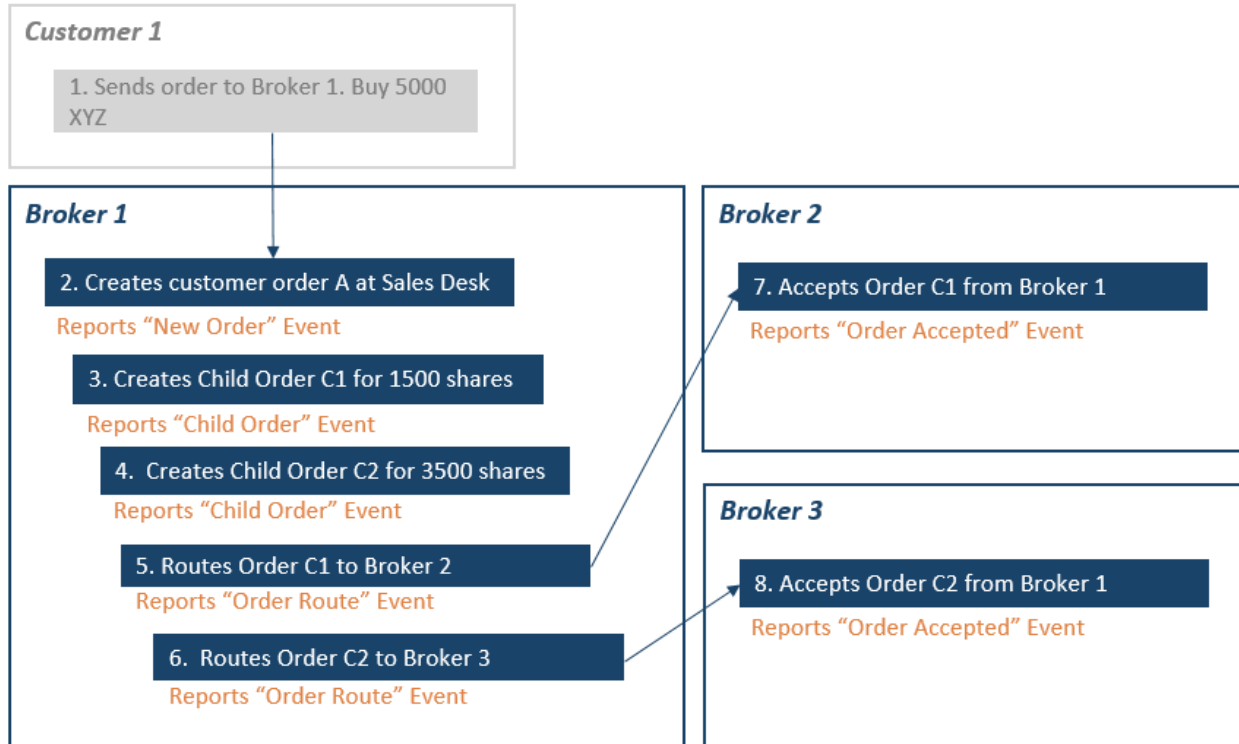 Customer 1
1. Sends order to Broker 1. Buy 5000
XYZ
Broker 1
2. Creates customer order A at Sales Desk
Reports “New Order” Event
3. Creates Child Order C1 for 1500 shares
Reports “Child Order” Event
4. Creates Child Order C2 for 3500 shares
Reports “Child Order” Event
5. Routes Order C1 to Broker 2
Reports “Order Route” Event
6. Routes Order C2 to Broker 3
Reports “Order Route” Event
Broker 2
7. Accepts Order C1 from Broker 1
Reports “Order Accepted” Event
Broker 3
8. Accepts Order C2 from Broker 1
Reports “Order Accepted” Event